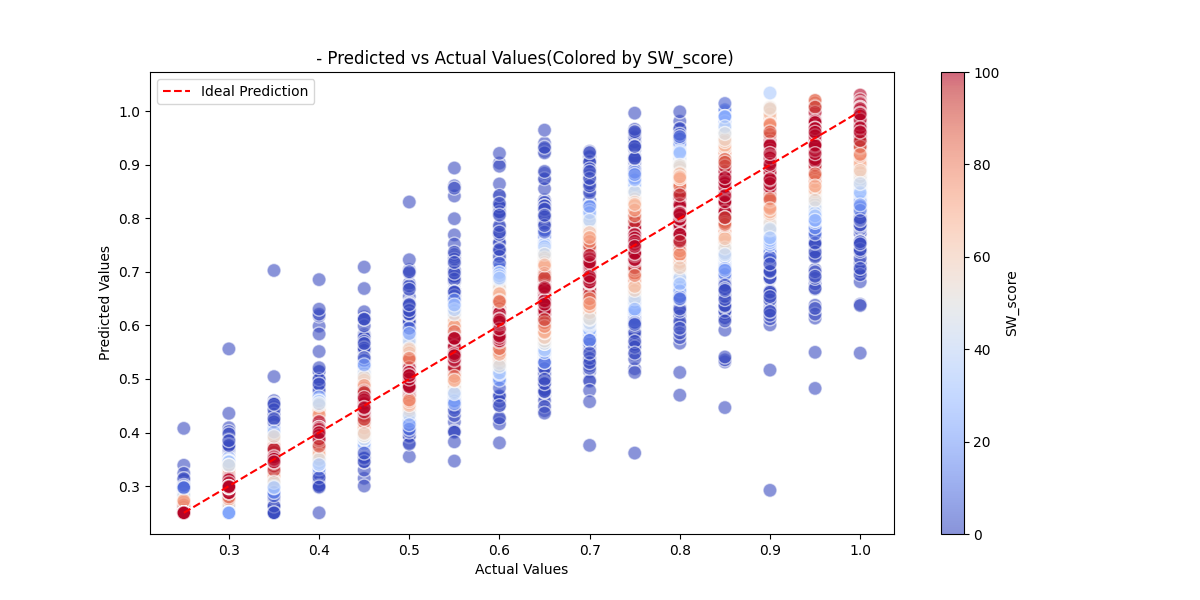 - Predicted vs Actual Values(Colored by SW_score)
Ideal Prediction
Predicted Values
1.0
0.9
0.8
0.7
0.6
0.5
0.4
0.3
0.3 0.4 0.5 0.6 0.7 0.8 0.9 1.0
Actual Values
100
80
60
40
20
0
SW_score